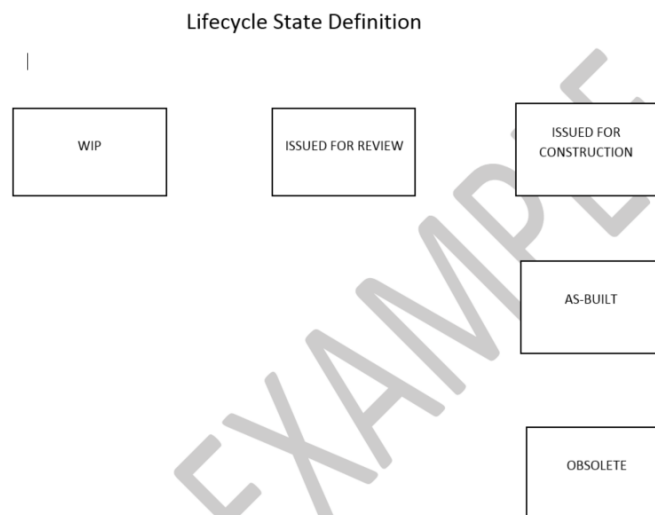 Lifecycle State Definition
WIP
ISSUED FOR REVIEW
ISSUED FOR
CONSTRUCTION
AS-BUILT
OBSOLETE
EXAMPLE